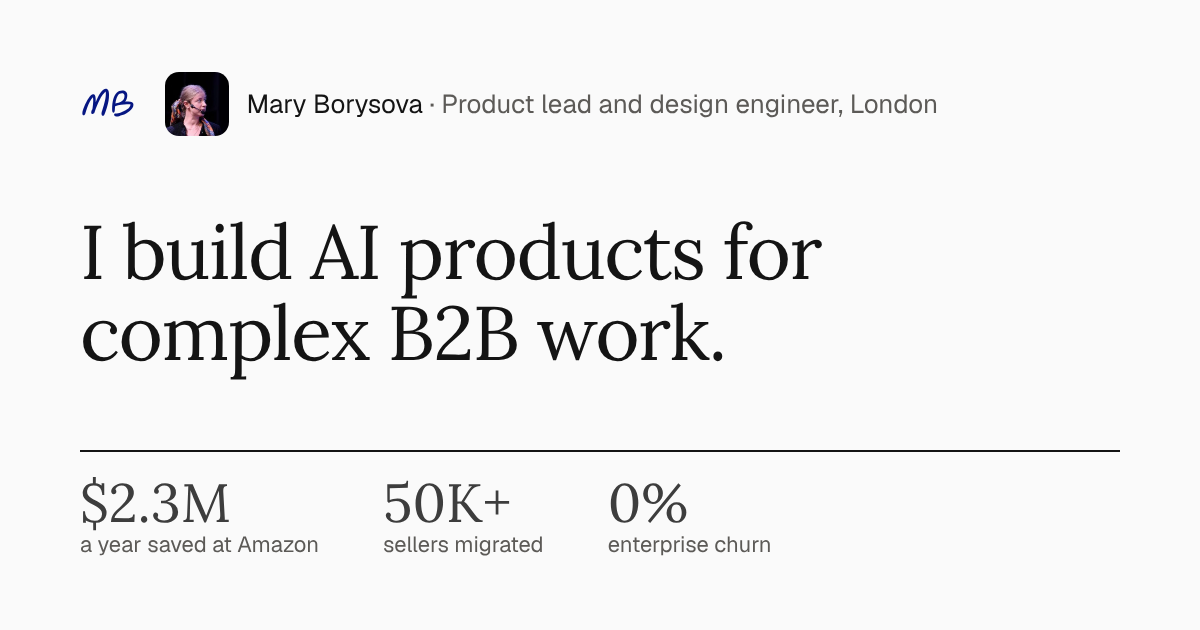 MB
Mary Borysova · Product lead and design engineer, London
I build AI products for
complex B2B work.
$2.3M
a year saved at Amazon
50K+
sellers migrated
0%
enterprise churn